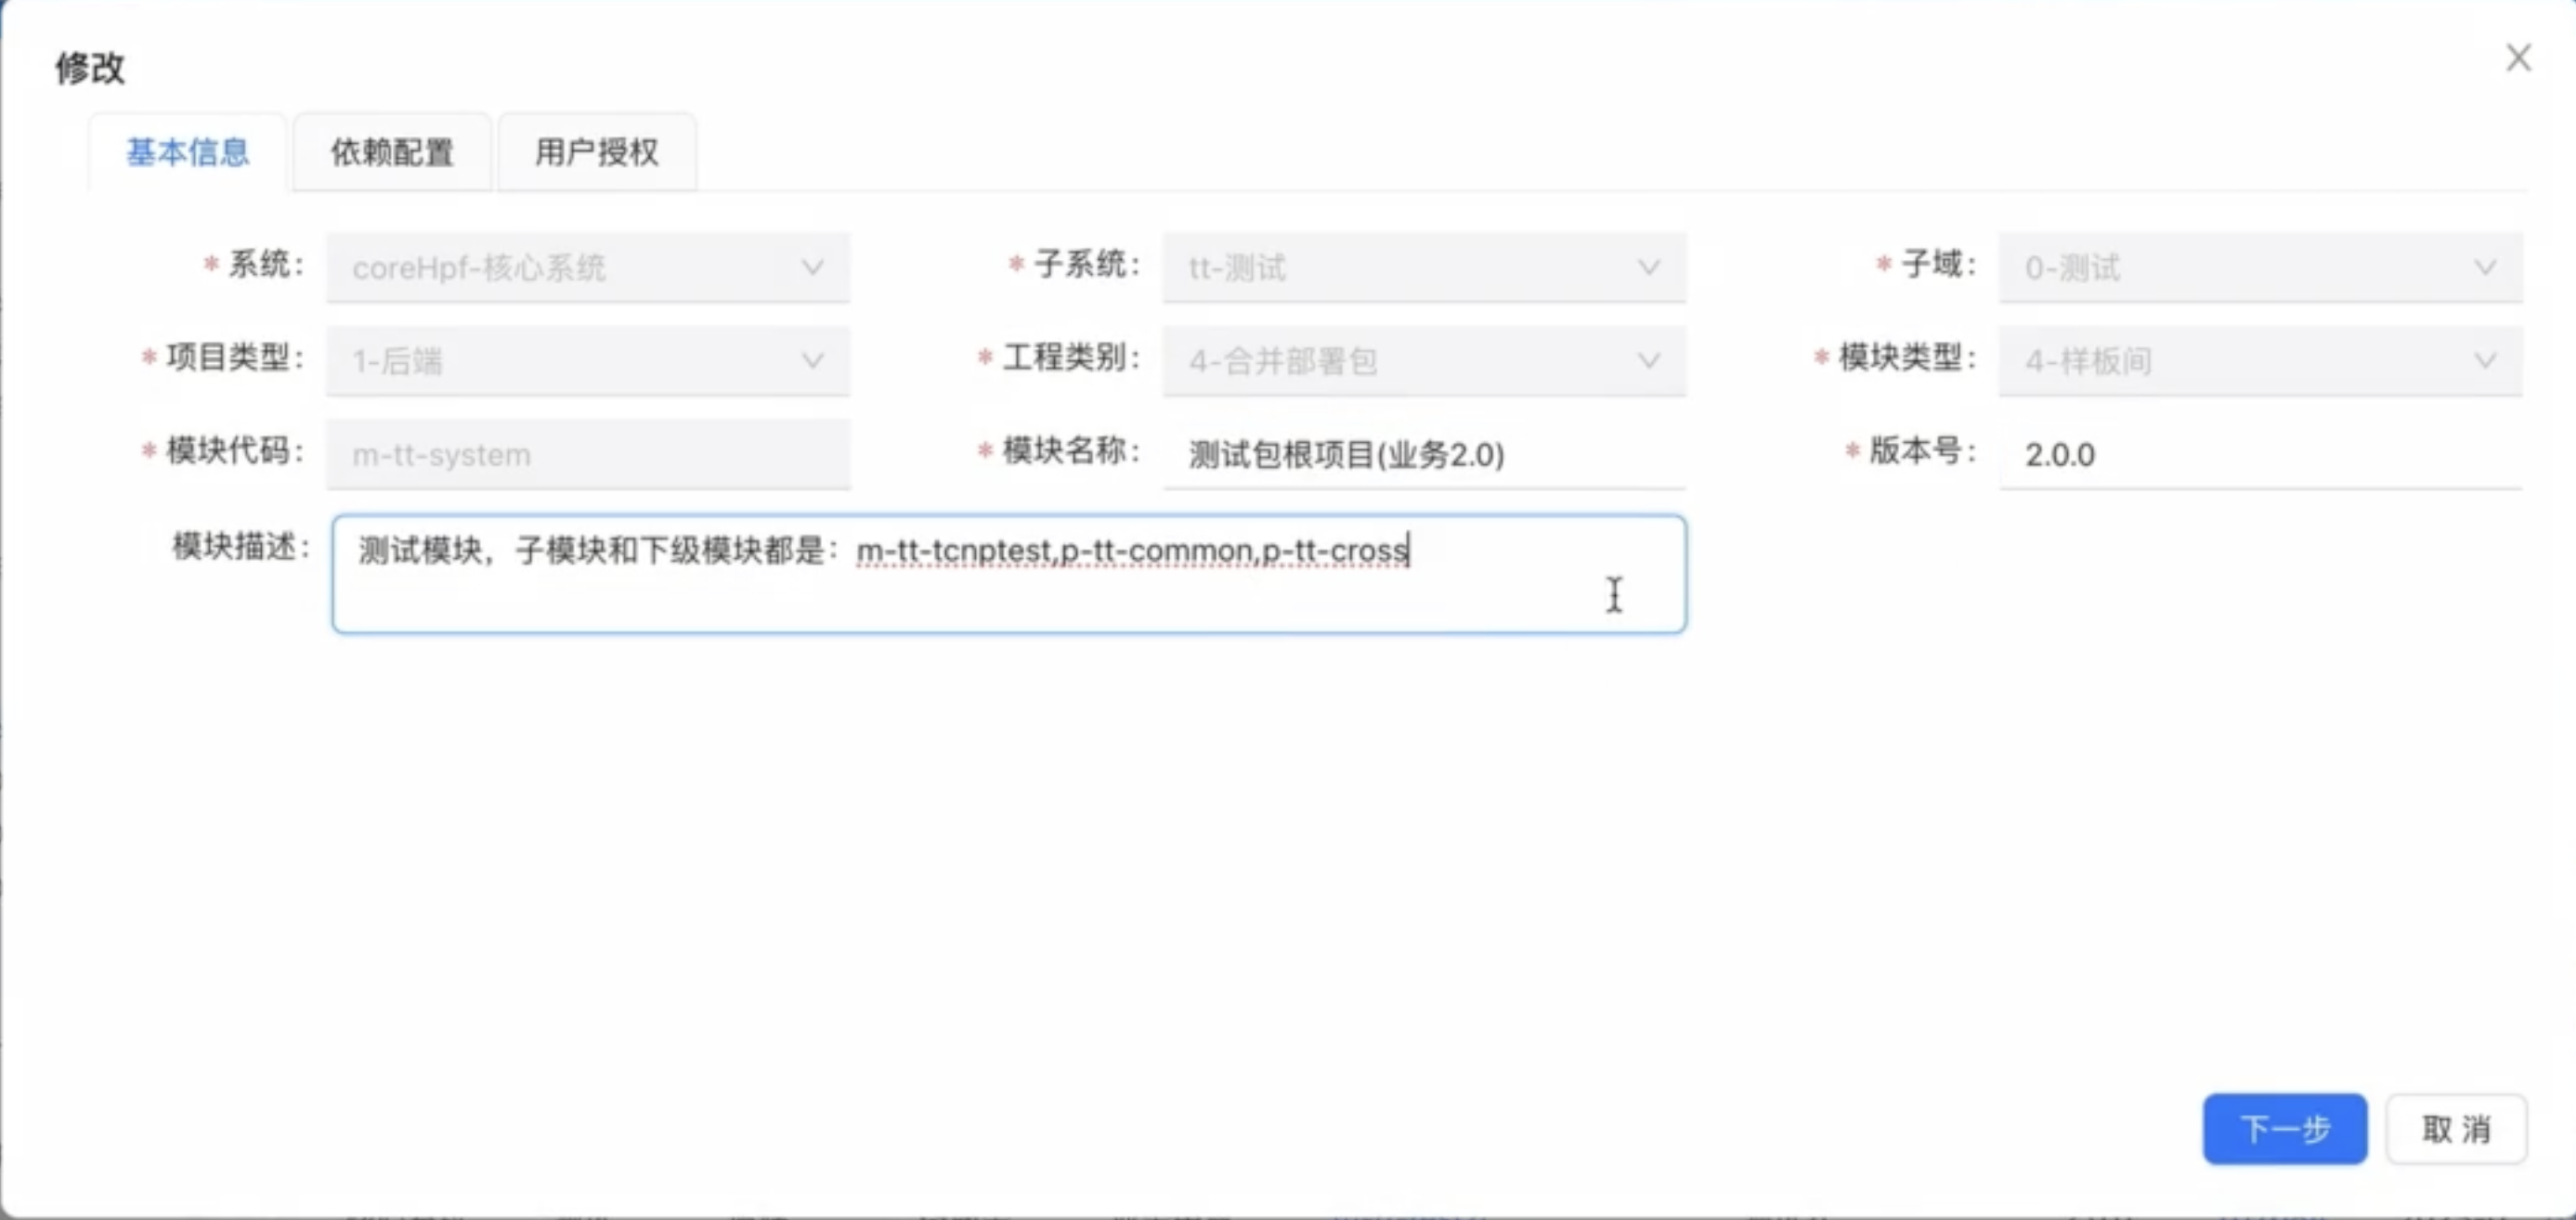 修改
基本信息 依赖配置 用户授权
* 系统: coreHpf-核心系统 * 子系统: tt-测试 * 子域: 0-测试
* 项目类型: 1-后端 * 工程类别: 4-合并部署包 * 模块类型: 4-样板间
* 模块代码: m-tt-system * 模块名称: 测试包根项目(业务2.0) * 版本号: 2.0.0
模块描述: 测试模块，子模块和下级模块都是：m-tt-tcnptest,p-tt-common,p-tt-cross
下一步 取 消